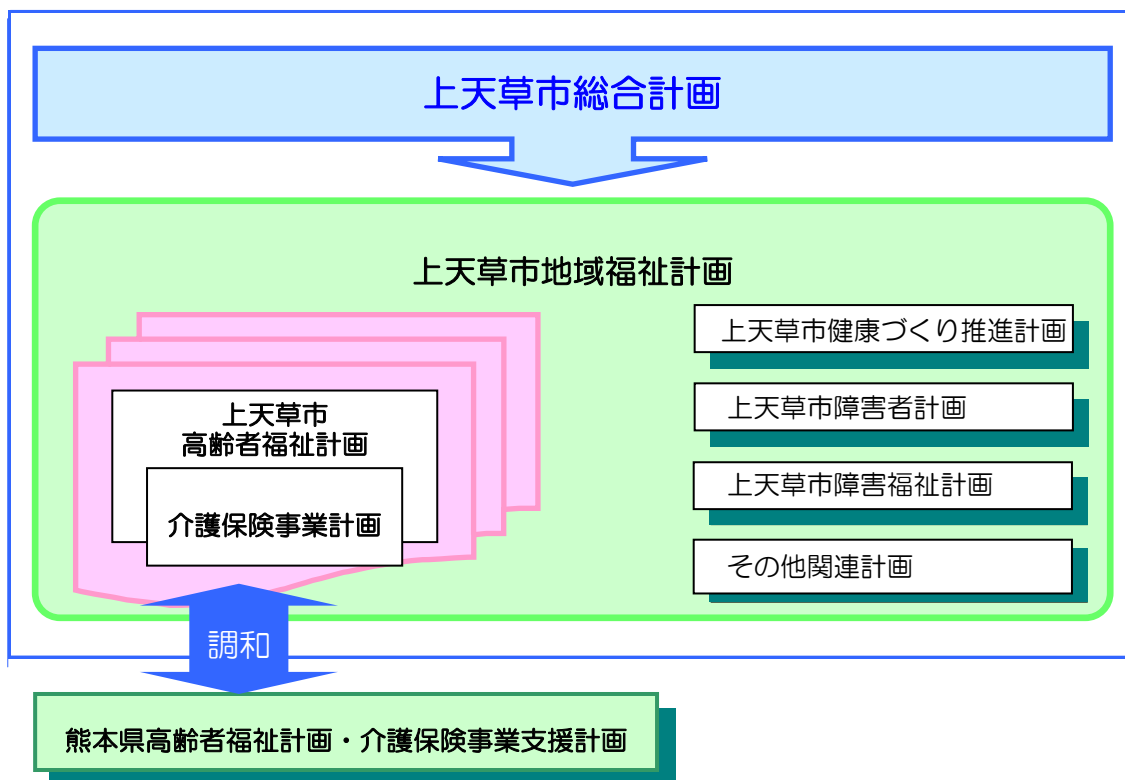 上天草市総合計画
上天草市地域福祉計画
上天草市
高齢者福祉計画
介護保険事業計画
上天草市健康づくり推進計画
上天草市障害者計画
上天草市障害福祉計画
その他関連計画
調和
熊本県高齢者福祉計画・介護保険事業支援計画